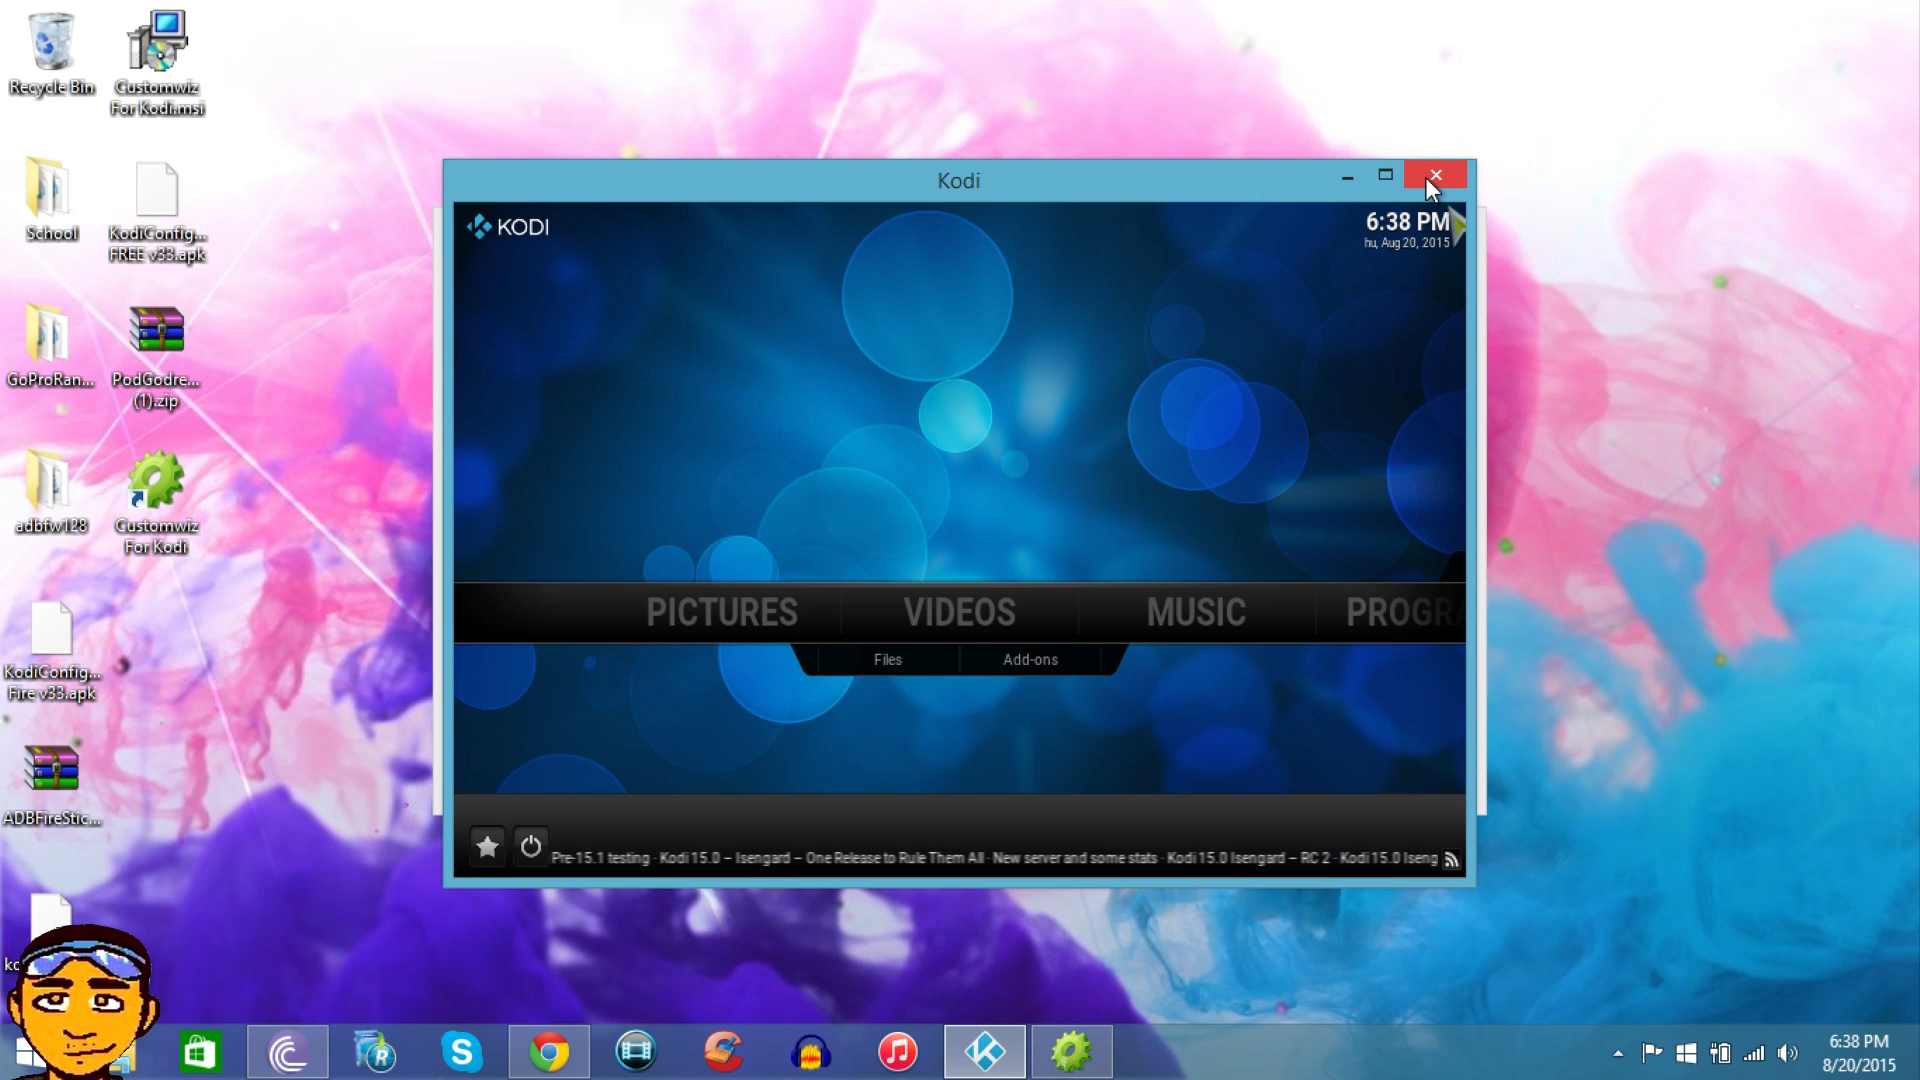 Recycle Bin
Customwiz
For Kodi.msi
School
KodiConfig...
FREE v33.apk
GoProRan...
PodGodre...
(1).zip
adbfw128
Customwiz
For Kodi
KodiConfig...
Fire v33.apk
ADBFireStic...
Kodi
KODI
6:38 PM
hu, Aug 20, 2015
PICTURES
VIDEOS
MUSIC
PROGRA
Files
Add-ons
Pre-15.1 testing - Kodi 15.0 – Isengard – One Release to Rule Them All - New server and some stats - Kodi 15.0 Isengard – RC 2 - Kodi 15.0 Iseng
6:38 PM
8/20/2015